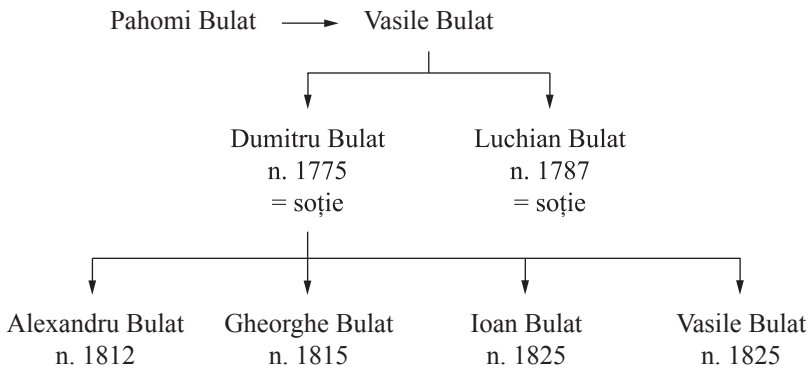 Pahomi Bulat Vasile Bulat
Dumitru Bulat Luchian Bulat
n. 1775 n. 1787
= soție = soție
Alexandru Bulat Gheorghe Bulat Ioan Bulat Vasile Bulat
n. 1812 n. 1815 n. 1825 n. 1825